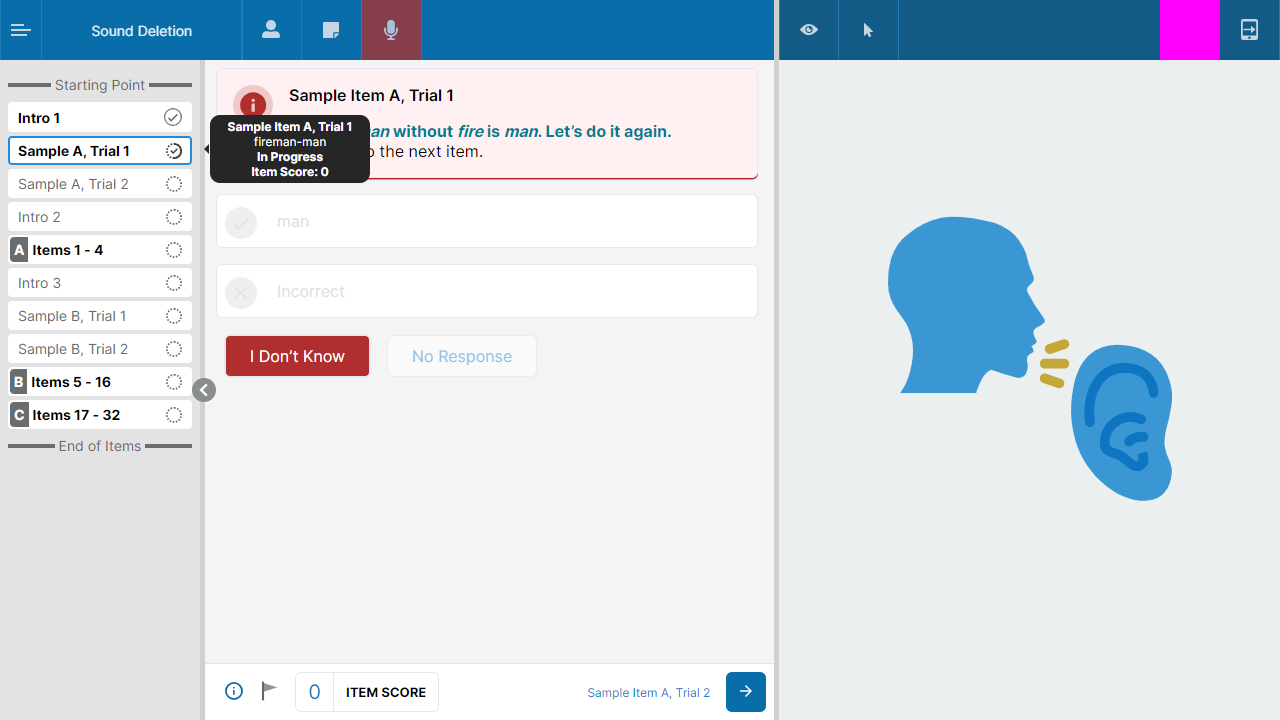 Sound Deletion
Starting Point
Intro 1
Sample A, Trial 1
Sample A, Trial 2
Intro 2
A Items 1 - 4
Intro 3
Sample B, Trial 1
Sample B, Trial 2
B Items 5 - 16
C Items 17 - 32
End of Items
Sample Item A, Trial 1
fireman-man
In Progress
Item Score: 0
Sample Item A, Trial 1
without fire is man. Let’s do it again.
the next item.
man
Incorrect
I Don’t Know
No Response
0 ITEM SCORE
Sample Item A, Trial 2